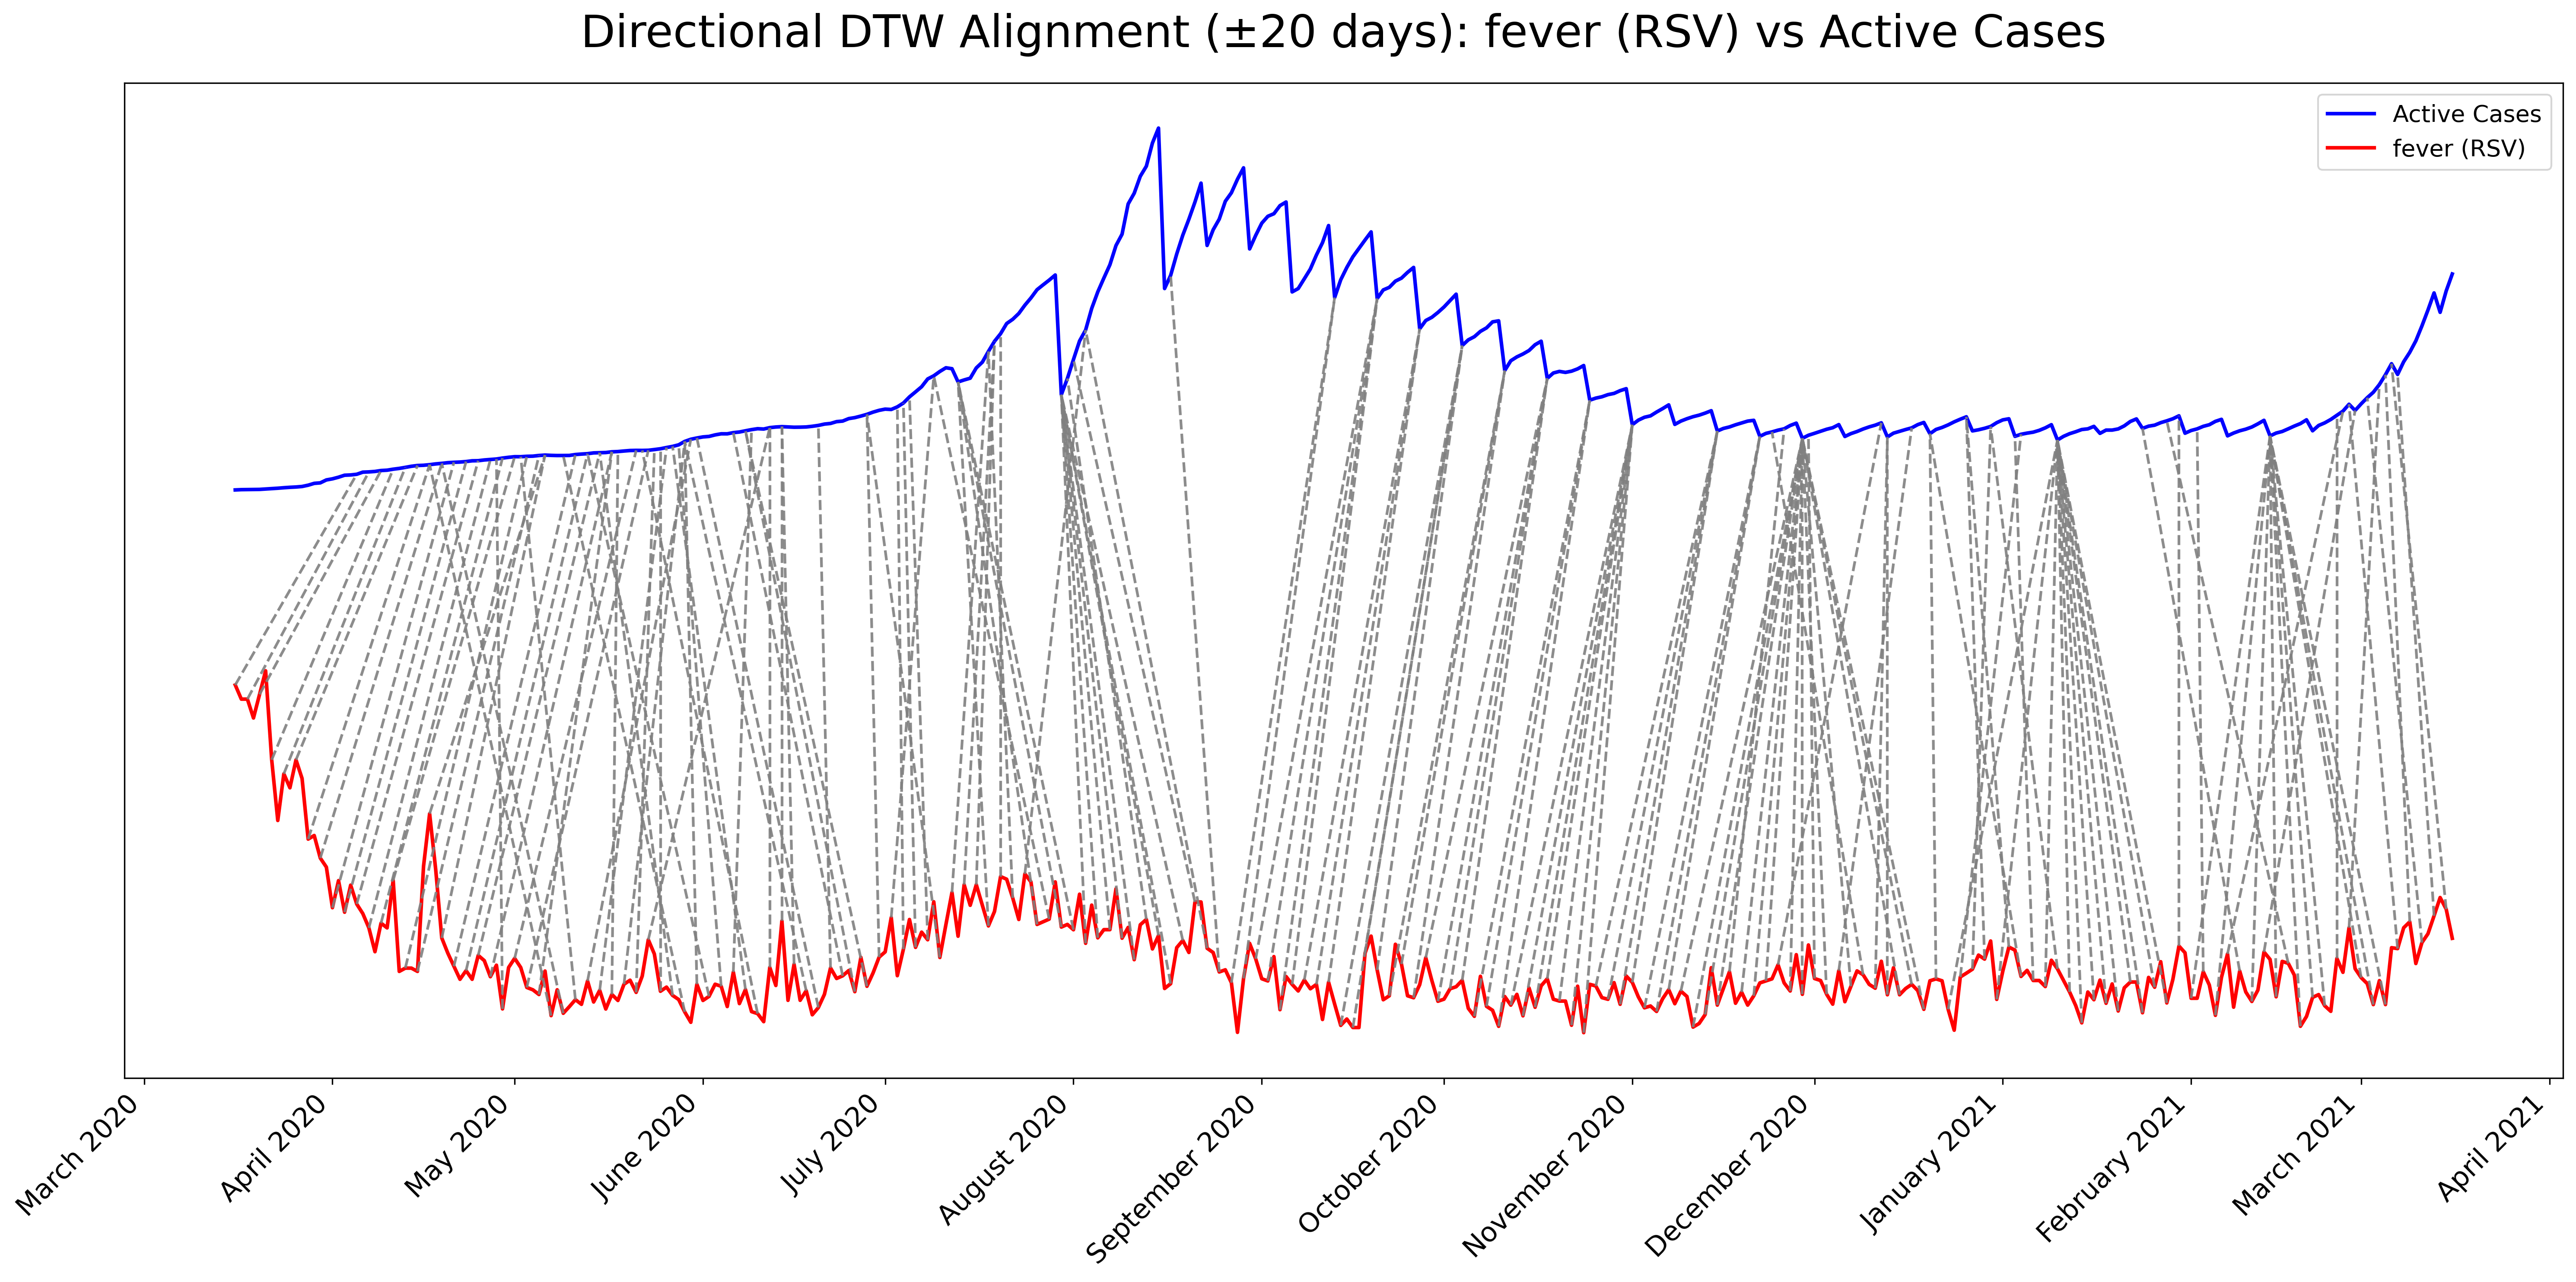 Directional DTW Alignment (±20 days): fever (RSV) vs Active Cases
Active Cases
fever (RSV)
March 2020
April 2020
May 2020
June 2020
July 2020
August 2020
September 2020
October 2020
November 2020
December 2020
January 2021
February 2021
March 2021
April 2021